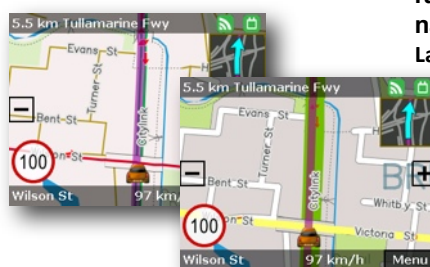 5.5 km Tullamarine Fwy
Evans St
Turner St
Bent St
Citylink
100
Wilson St
97 km/
5.5 km Tullamarine Fwy
Evans St
Turner St
Bent St
Citylink
Whitby St
100
Victoria St
Wilson St
97 km/h
Menu